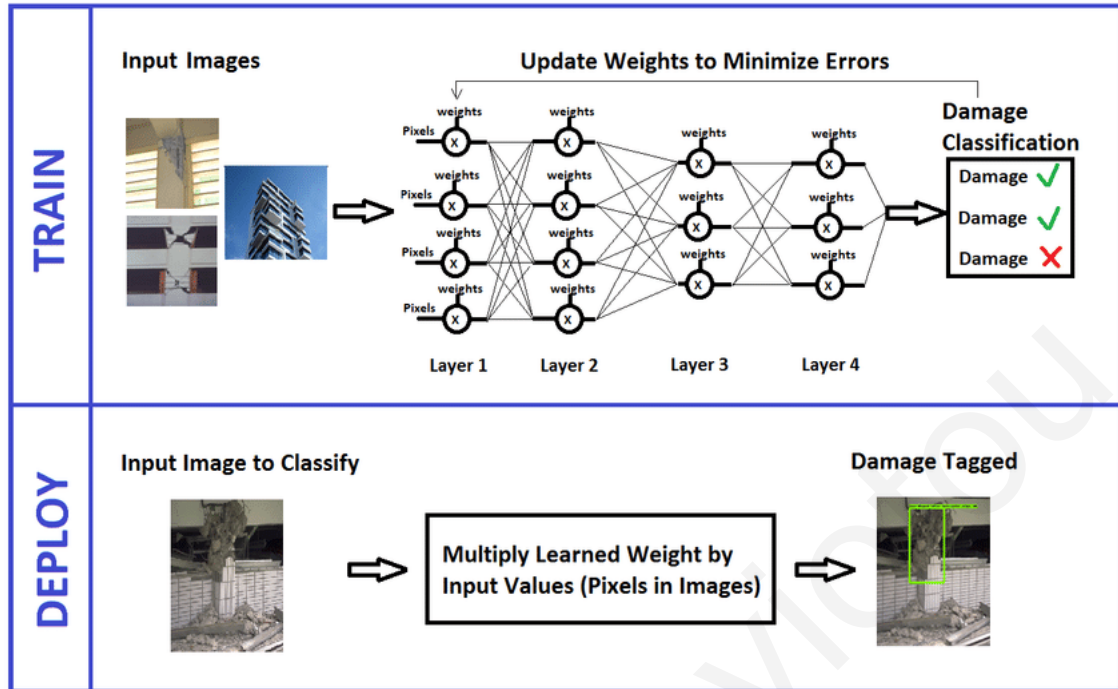 TRAIN
Input Images
Update Weights to Minimize Errors
weights
weights
weights
weights
Pixels
Pixels
Pixels
Pixels
weights
weights
weights
weights
weights
weights
weights
weights
weights
weights
X
X
X
X
X
X
X
X
X
X
X
X
X
X
Layer 1
Layer 2
Layer 3
Layer 4
Damage
Classification
Damage ✓
Damage ✓
Damage ✗
DEPLOY
Input Image to Classify
Multiply Learned Weight by
Input Values (Pixels in Images)
Damage Tagged
viotou